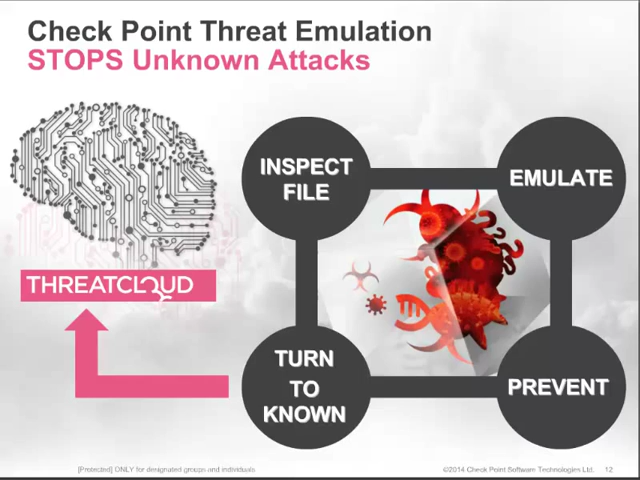 Check Point Threat Emulation
STOPS Unknown Attacks
INSPECT
FILE
EMULATE
THREATCLOUD
TURN
TO
KNOWN
PREVENT
[Protected] ONLY for designated groups and individuals
©2014 Check Point Software Technologies Ltd. 12